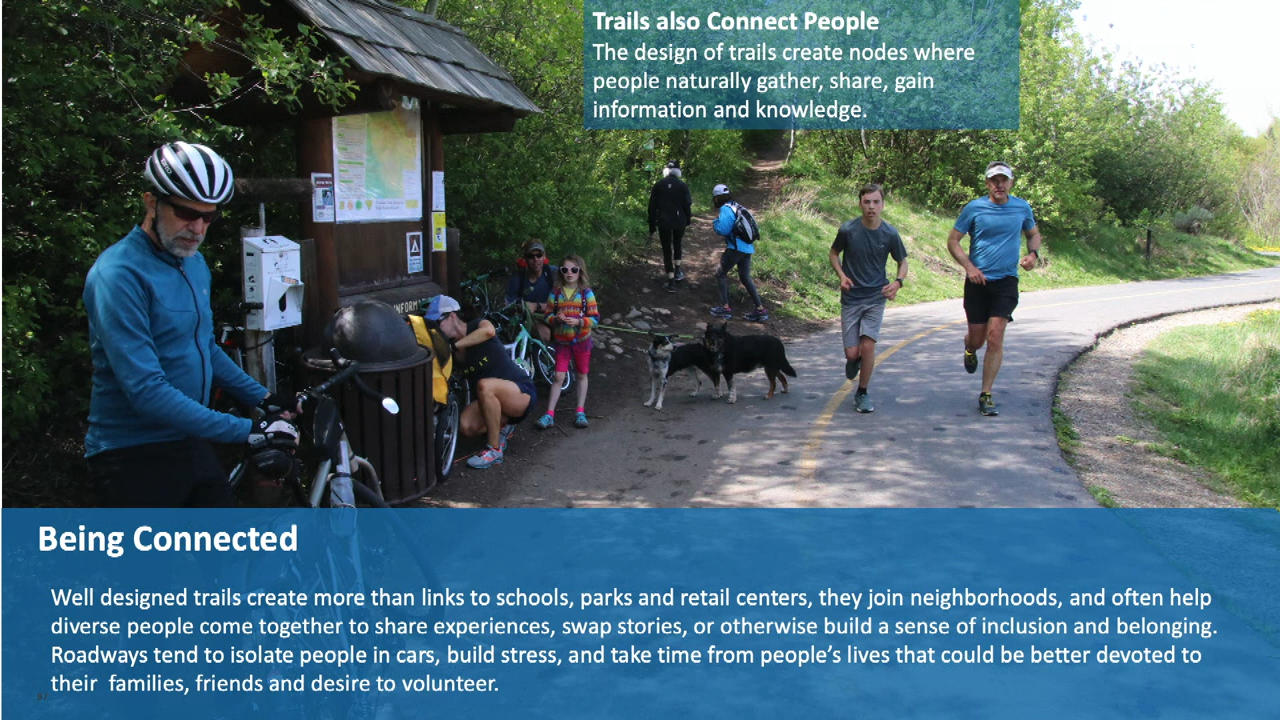 Trails also Connect People
The design of trails create nodes where
people naturally gather, share, gain
information and knowledge.
INFORM
Being Connected
Well designed trails create more than links to schools, parks and retail centers, they join neighborhoods, and often help
diverse people come together to share experiences, swap stories, or otherwise build a sense of inclusion and belonging.
Roadways tend to isolate people in cars, build stress, and take time from people’s lives that could be better devoted to
their  families, friends and desire to volunteer.